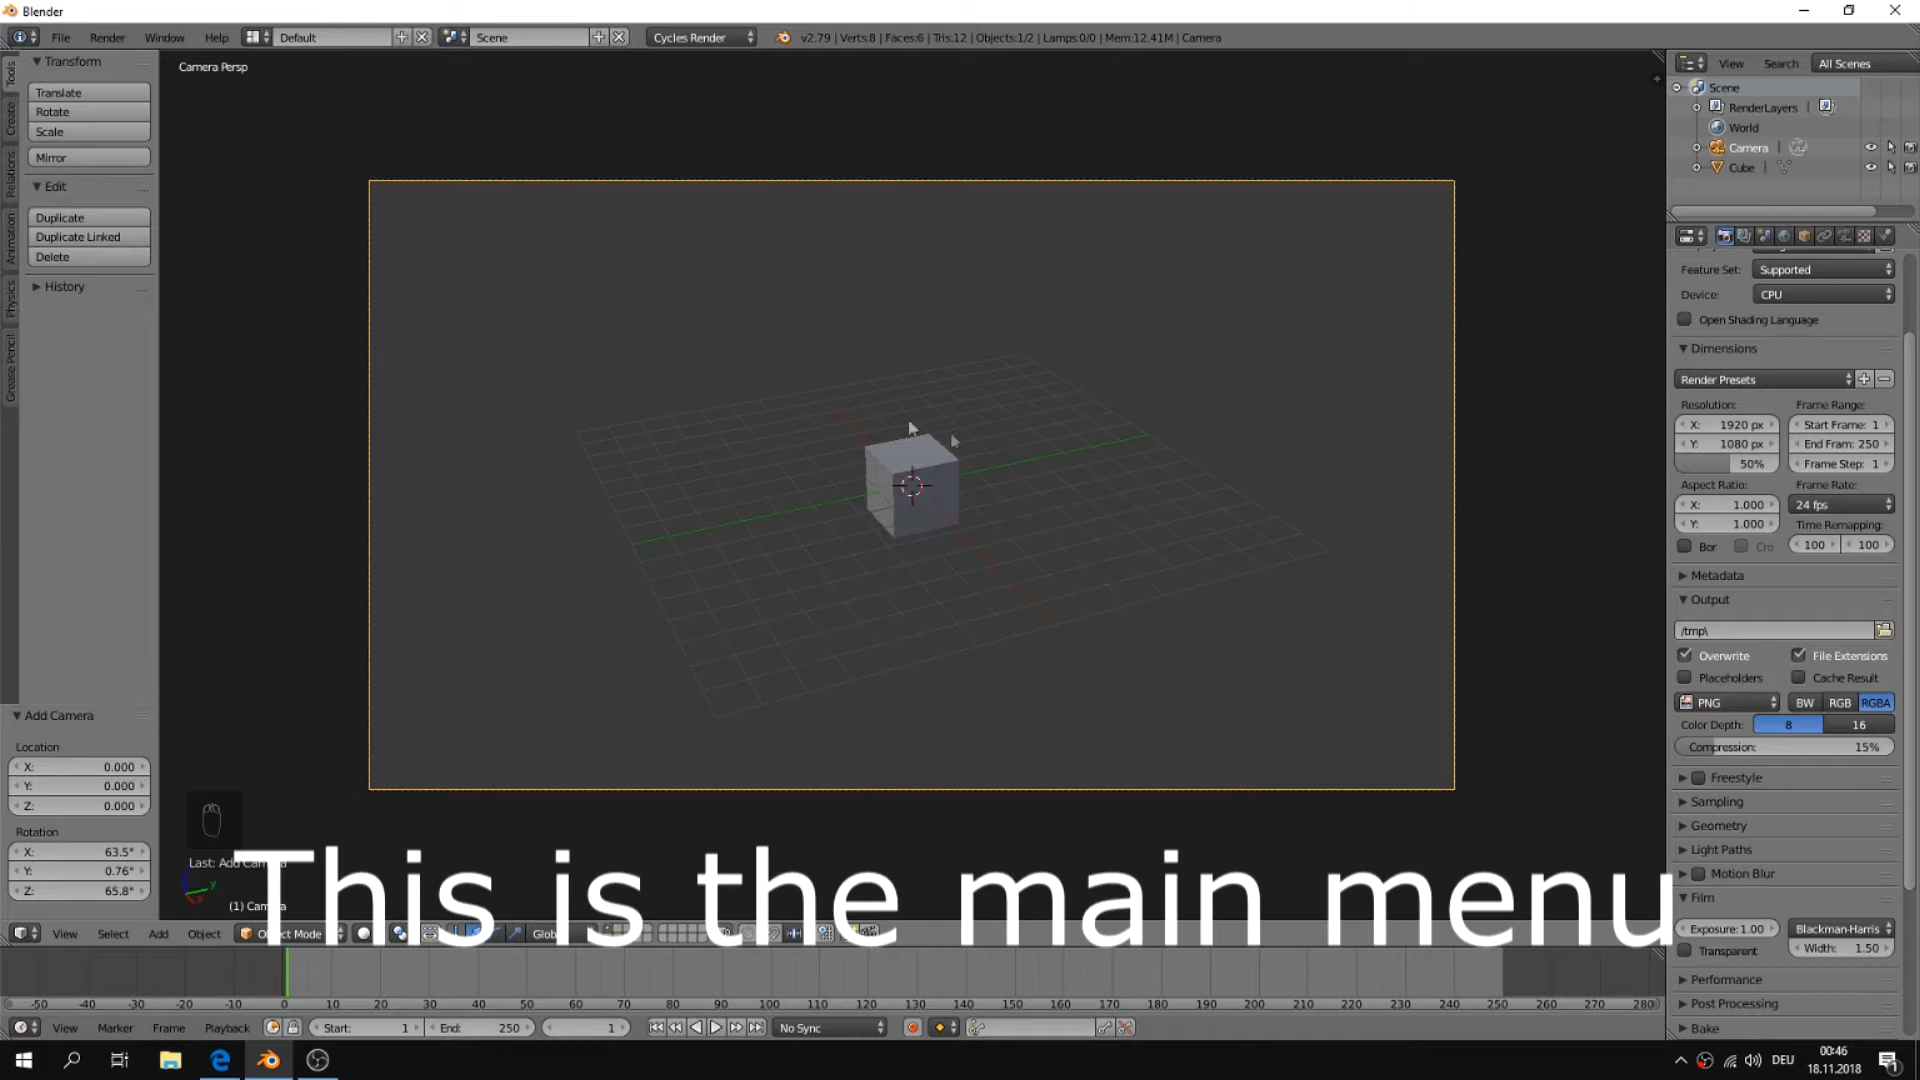 Blender
File Render Window Help Default Scene Cycles Render v2.79 | Verts:8 | Faces:6 | Tris:12 | Objects:1/2 | Lamps:0/0 | Mem:12.41M | Camera
Camera Persp
Tools
Create
Relations
Animation
Physics
Grease Pencil
Transform
Translate
Rotate
Scale
Mirror
Edit
Duplicate
Duplicate Linked
Delete
History
Add Camera
Location
X: 0.000
Y: 0.000
Z: 0.000
Rotation
X: 63.5°
Y: 0.76°
Z: 65.8°
Last: Add
(1)
This is the main menu
View Select Add Object Object Mode
View Search All Scenes
Scene
RenderLayers
World
Camera
Cube
Feature Set: Supported
Device: CPU
Open Shading Language
Dimensions
Render Presets
Resolution: Frame Range:
X: 1920 px Start Frame: 1
Y: 1080 px End Fram: 250
50% Frame Step: 1
Aspect Ratio: Frame Rate:
X: 1.000 24 fps
Y: 1.000 Time Remapping:
Bor Cro 100 100
Metadata
Output
/tmp\
Overwrite File Extensions
Placeholders Cache Result
PNG BW RGB RGBA
Color Depth: 8 16
Compression: 15%
Freestyle
Sampling
Geometry
Light Paths
Motion Blur
Film
Exposure: 1.00 Blackman-Harris
Transparent Width: 1.50
Performance
Post Processing
Bake
-50 -40 -30 -20 -10 0 10 20 30 40 50 60 70 80 90 100 110 120 130 140 150 160 170 180 190 200 210 220 230 240 250 260 270 280
View Marker Frame Playback Start: 1 End: 250 1 No Sync
DEU 00:46
18.11.2018
1